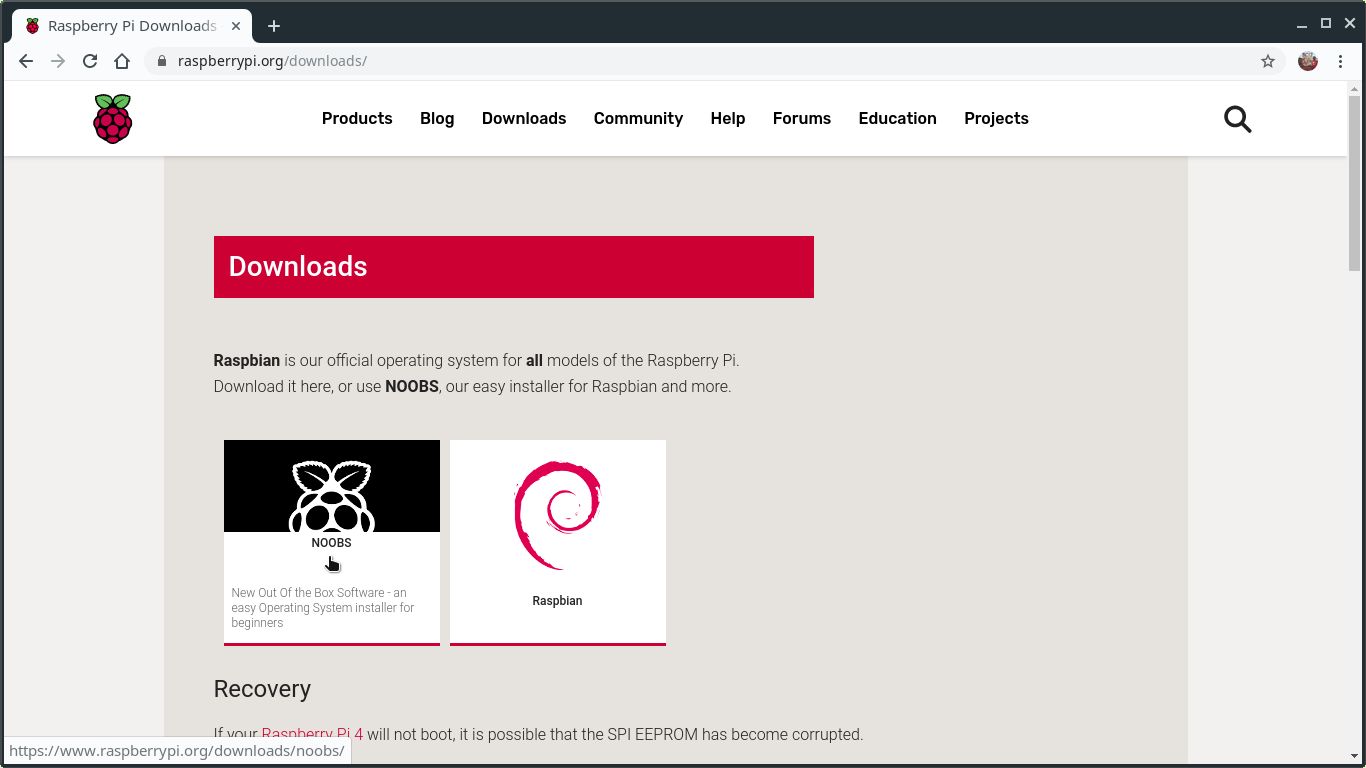 Raspberry Pi Downloads
raspberrypi.org/downloads/
Products Blog Downloads Community Help Forums Education Projects
Downloads
Raspbian is our official operating system for all models of the Raspberry Pi.
Download it here, or use NOOBS, our easy installer for Raspbian and more.
NOOBS
New Out Of the Box Software - an
easy Operating System installer for
beginners
Raspbian
Recovery
If your Raspberry Pi 4 will not boot, it is possible that the SPI EEPROM has become corrupted.
https://www.raspberrypi.org/downloads/noobs/